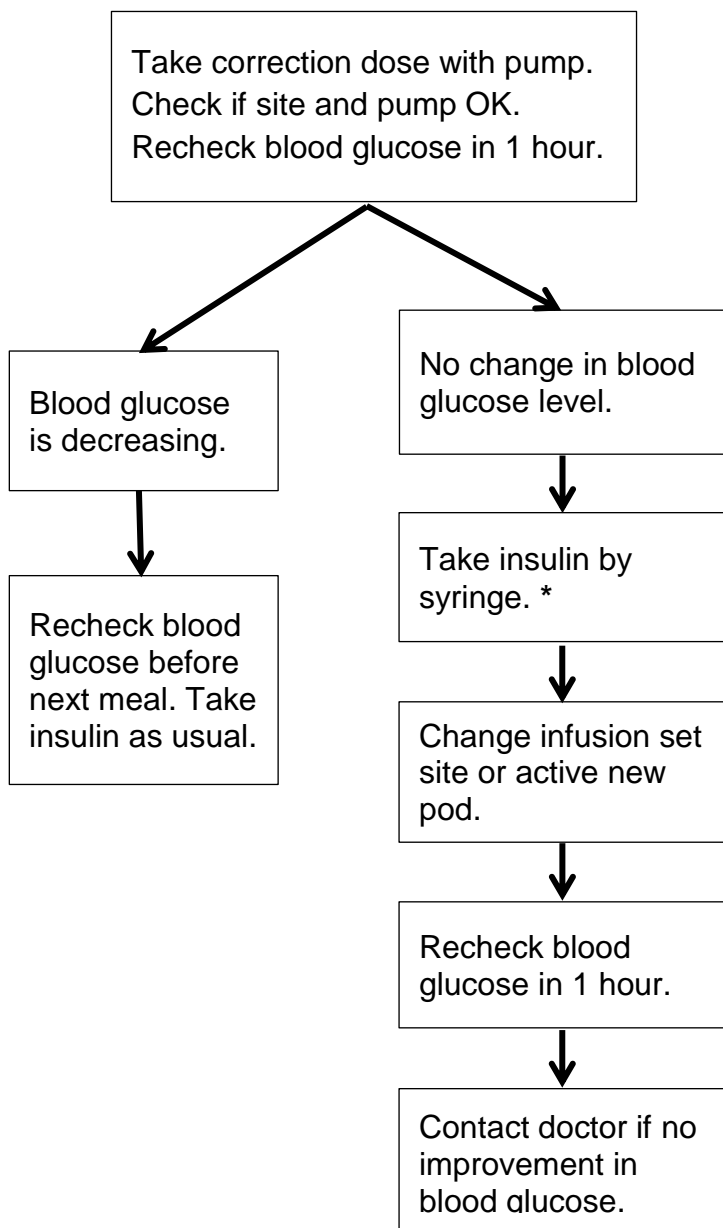 Take correction dose with pump.
Check if site and pump OK.
Recheck blood glucose in 1 hour.
Blood glucose
is decreasing.
Recheck blood
glucose before
next meal. Take
insulin as usual.
No change in blood
glucose level.
Take insulin by
syringe. *
Change infusion set
site or active new
pod.
Recheck blood
glucose in 1 hour.
Contact doctor if no
improvement in
blood glucose.